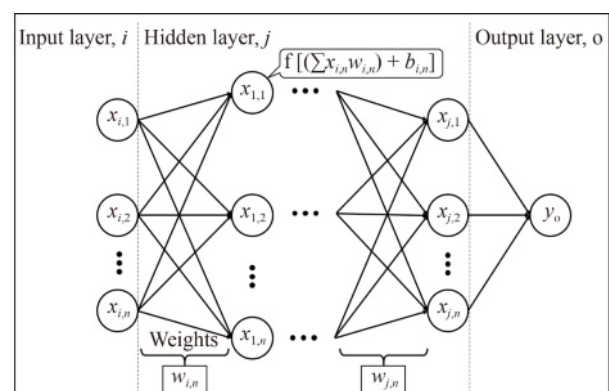 Input layer, i
Hidden layer, j
Output layer, o
f [(∑x_{i,n}w_{i,n}) + b_{i,n}]
x_{i,1}
x_{1,1}
x_{j,1}
x_{i,2}
x_{1,2}
x_{j,2}
y_o
x_{i,n}
x_{1,n}
x_{j,n}
Weights
w_{i,n}
w_{j,n}